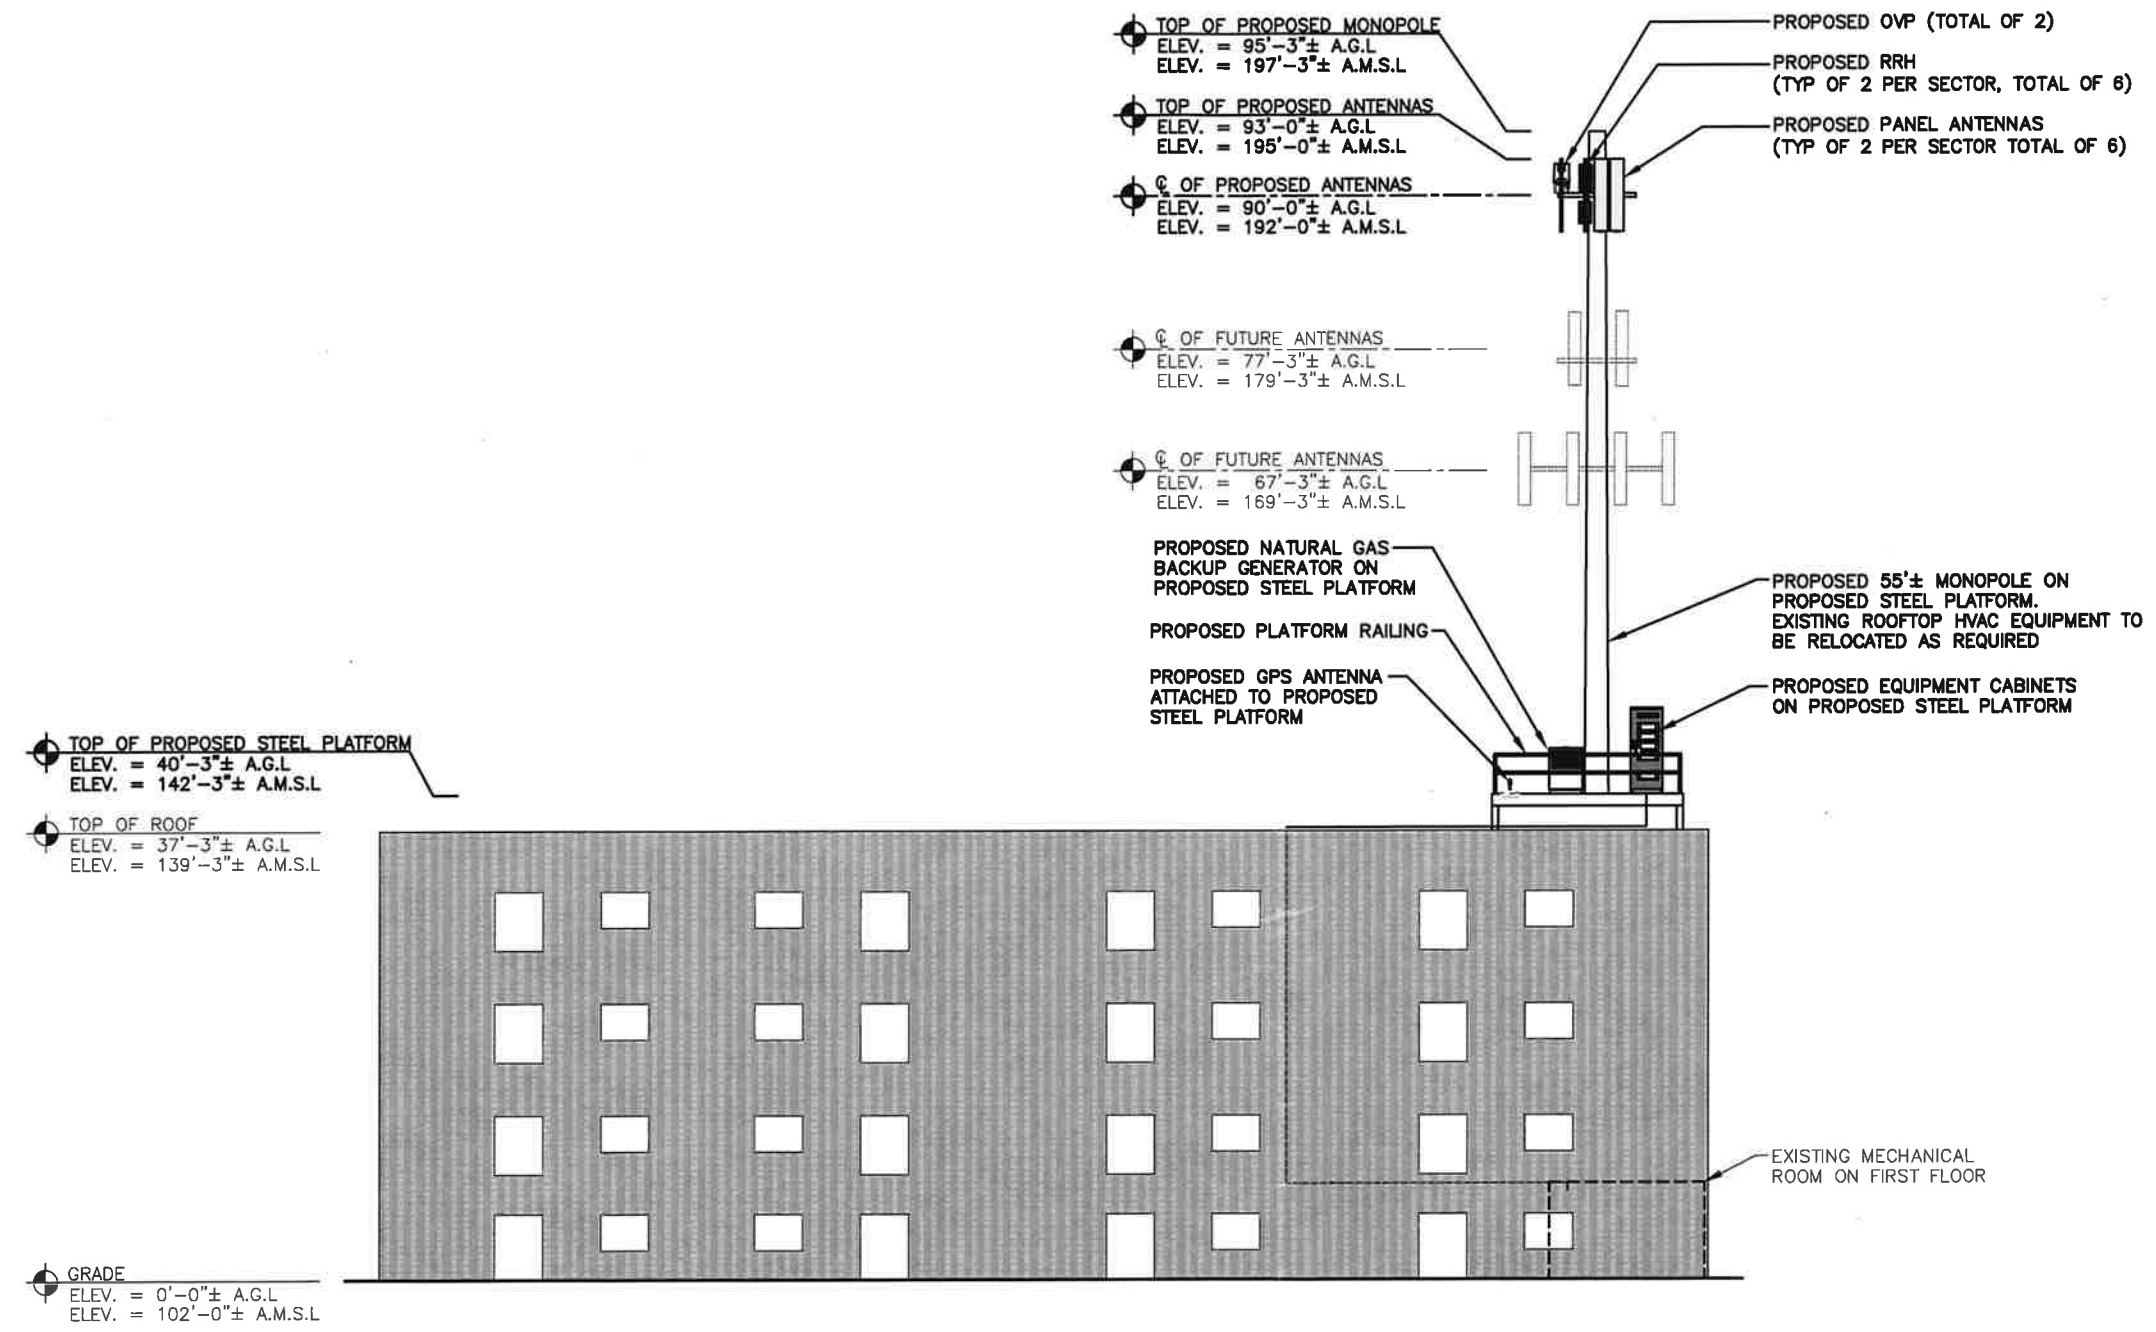 TOP OF PROPOSED MONOPOLE
ELEV. = 95'-3"± A.G.L
ELEV. = 197'-3"± A.M.S.L
TOP OF PROPOSED ANTENNAS
ELEV. = 93'-0"± A.G.L
ELEV. = 195'-0"± A.M.S.L
℄ OF PROPOSED ANTENNAS
ELEV. = 90'-0"± A.G.L
ELEV. = 192'-0"± A.M.S.L
℄ OF FUTURE ANTENNAS
ELEV. = 77'-3"± A.G.L
ELEV. = 179'-3"± A.M.S.L
℄ OF FUTURE ANTENNAS
ELEV. = 67'-3"± A.G.L
ELEV. = 169'-3"± A.M.S.L
PROPOSED NATURAL GAS
BACKUP GENERATOR ON
PROPOSED STEEL PLATFORM
PROPOSED PLATFORM RAILING
PROPOSED GPS ANTENNA
ATTACHED TO PROPOSED
STEEL PLATFORM
PROPOSED OVP (TOTAL OF 2)
PROPOSED RRH
(TYP OF 2 PER SECTOR, TOTAL OF 6)
PROPOSED PANEL ANTENNAS
(TYP OF 2 PER SECTOR TOTAL OF 6)
PROPOSED 55'± MONOPOLE ON
PROPOSED STEEL PLATFORM.
EXISTING ROOFTOP HVAC EQUIPMENT TO
BE RELOCATED AS REQUIRED
PROPOSED EQUIPMENT CABINETS
ON PROPOSED STEEL PLATFORM
TOP OF PROPOSED STEEL PLATFORM
ELEV. = 40'-3"± A.G.L
ELEV. = 142'-3"± A.M.S.L
TOP OF ROOF
ELEV. = 37'-3"± A.G.L
ELEV. = 139'-3"± A.M.S.L
EXISTING MECHANICAL
ROOM ON FIRST FLOOR
GRADE
ELEV. = 0'-0"± A.G.L
ELEV. = 102'-0"± A.M.S.L